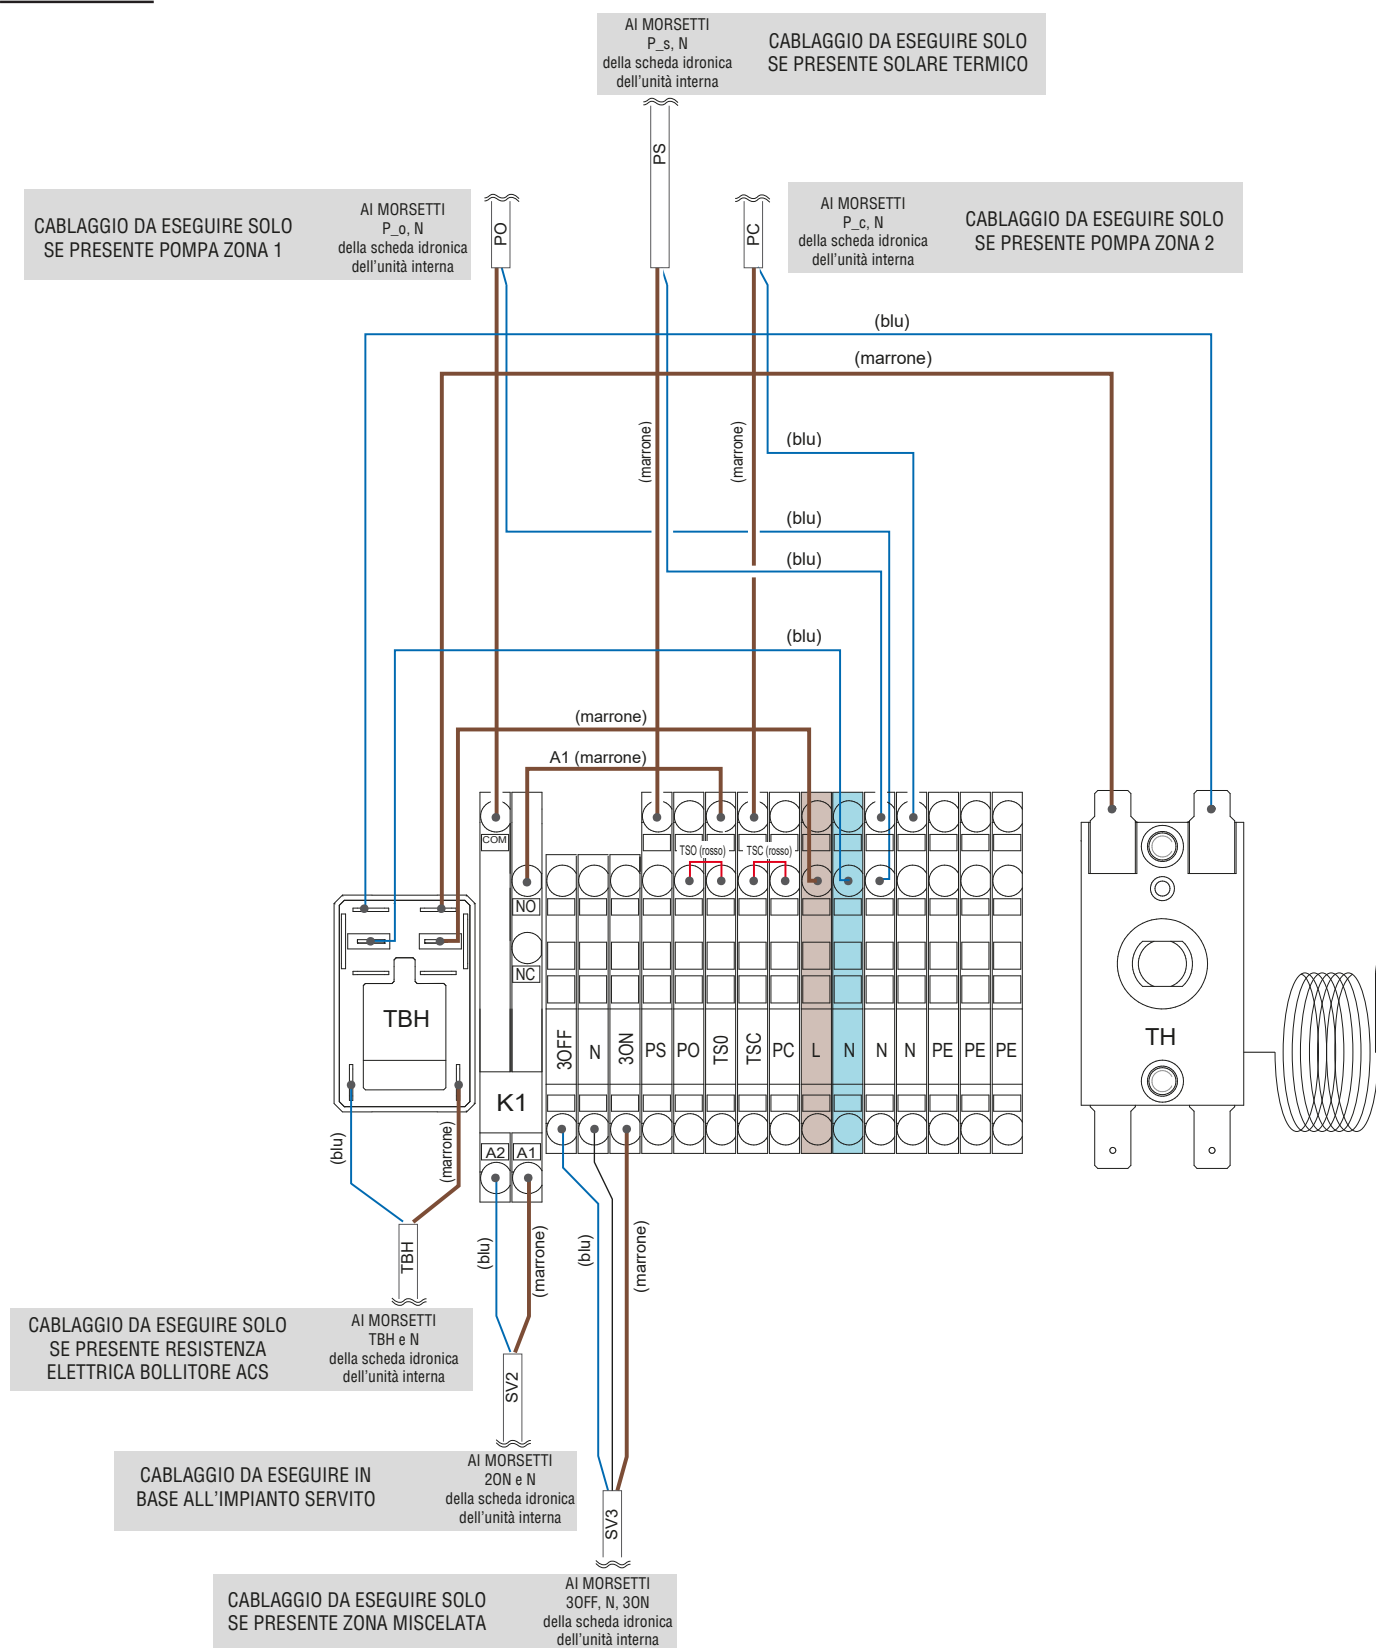 AI MORSETTI
P_s, N
della scheda idronica
dell'unità interna
CABLAGGIO DA ESEGUIRE SOLO
SE PRESENTE SOLARE TERMICO
PS
CABLAGGIO DA ESEGUIRE SOLO
SE PRESENTE POMPA ZONA 1
AI MORSETTI
P_o, N
della scheda idronica
dell'unità interna
PO
PC
AI MORSETTI
P_c, N
della scheda idronica
dell'unità interna
CABLAGGIO DA ESEGUIRE SOLO
SE PRESENTE POMPA ZONA 2
(blu)
(marrone)
(marrone)
(marrone)
(blu)
(blu)
(blu)
(blu)
(marrone)
A1 (marrone)
COM
TSO (rosso)
TSC (rosso)
NO
NC
TBH
3OFF
N
3ON
PS
PO
TS0
TSC
PC
L
N
N
N
PE
PE
PE
TH
K1
A2
A1
(blu)
(marrone)
TBH
(blu)
(marrone)
(blu)
(marrone)
CABLAGGIO DA ESEGUIRE SOLO
SE PRESENTE RESISTENZA
ELETTRICA BOLLITORE ACS
AI MORSETTI
TBH e N
della scheda idronica
dell'unità interna
SV2
CABLAGGIO DA ESEGUIRE IN
BASE ALL'IMPIANTO SERVITO
AI MORSETTI
2ON e N
della scheda idronica
dell'unità interna
SV3
CABLAGGIO DA ESEGUIRE SOLO
SE PRESENTE ZONA MISCELATA
AI MORSETTI
3OFF, N, 3ON
della scheda idronica
dell'unità interna